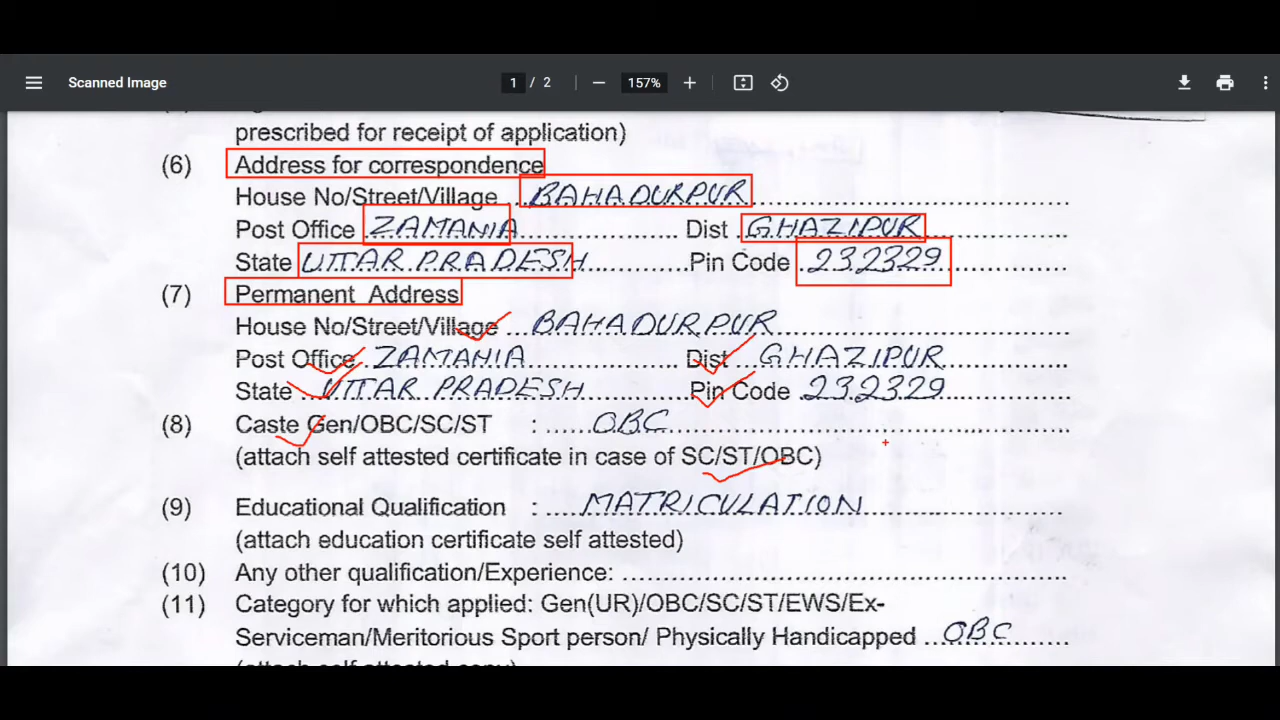 Scanned Image
1 / 2
157%
prescribed for receipt of application)
(6) Address for correspondence
House No/Street/Village ..BAHADURPUR..........................................
Post Office .ZAMANIA......................... Dist .GHAZIPUR....................
State UTTAR PRADESH................Pin Code .232329...................
(7) Permanent Address
House No/Street/Village ....BAHADURPUR.......................................
Post Office ..ZAMANIA........................ Dist ...GHAZIPUR..................
State ...UTTAR PRADESH............... Pin Code .232329...................
(8) Caste Gen/OBC/SC/ST : ......OBC..........................................................
(attach self attested certificate in case of SC/ST/OBC)
(9) Educational Qualification : .....MATRICULATION..............................
(attach education certificate self attested)
(10) Any other qualification/Experience: ................................................................
(11) Category for which applied: Gen(UR)/OBC/SC/ST/EWS/Ex-
Serviceman/Meritorious Sport person/ Physically Handicapped ..OBC.........
(attach self attested copy)